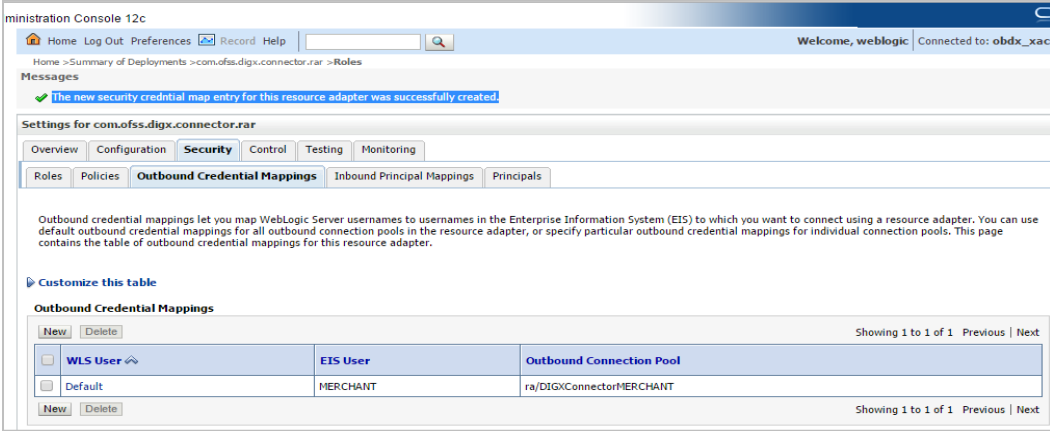 ministration Console 12c
Home Log Out Preferences Record Help
Welcome, weblogic Connected to: obdx_xac
Home >Summary of Deployments >com.ofss.digx.connector.rar >Roles
Messages
The new security credntial map entry for this resource adapter was successfully created.
Settings for com.ofss.digx.connector.rar
Overview Configuration Security Control Testing Monitoring
Roles Policies Outbound Credential Mappings Inbound Principal Mappings Principals
Outbound credential mappings let you map WebLogic Server usernames to usernames in the Enterprise Information System (EIS) to which you want to connect using a resource adapter. You can use
default outbound credential mappings for all outbound connection pools in the resource adapter, or specify particular outbound credential mappings for individual connection pools. This page
contains the table of outbound credential mappings for this resource adapter.
Customize this table
Outbound Credential Mappings
New Delete Showing 1 to 1 of 1 Previous | Next
WLS User EIS User Outbound Connection Pool
Default MERCHANT ra/DIGXConnectorMERCHANT
New Delete Showing 1 to 1 of 1 Previous | Next